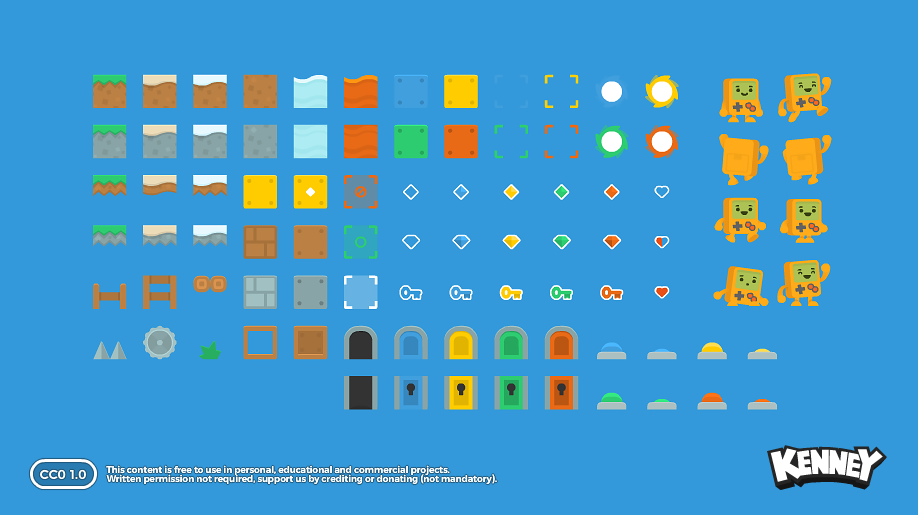 CC0 1.0
This content is free to use in personal, educational and commercial projects.
Written permission not required, support us by crediting or donating (not mandatory).
KENNEY